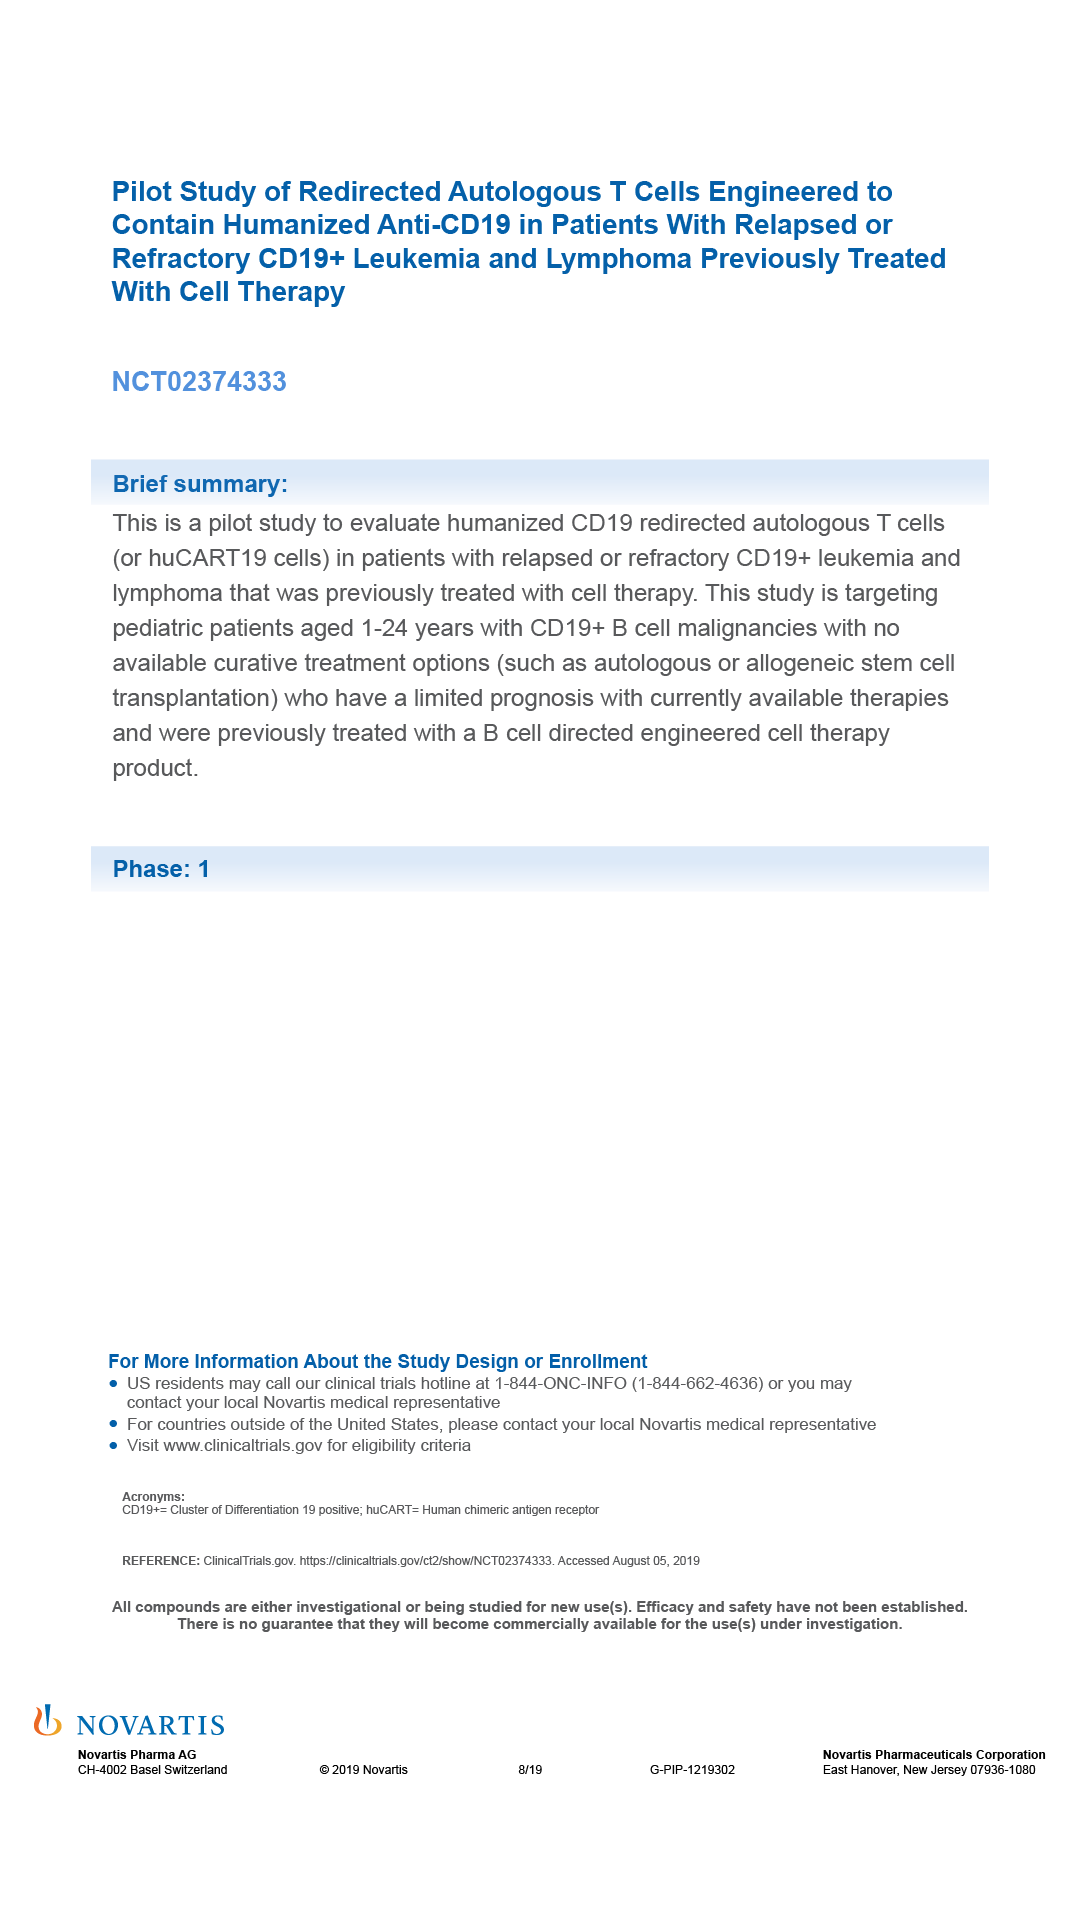 Pilot Study of Redirected Autologous T Cells Engineered to
Contain Humanized Anti-CD19 in Patients With Relapsed or
Refractory CD19+ Leukemia and Lymphoma Previously Treated
With Cell Therapy
NCT02374333
Brief summary:
This is a pilot study to evaluate humanized CD19 redirected autologous T cells
(or huCART19 cells) in patients with relapsed or refractory CD19+ leukemia and
lymphoma that was previously treated with cell therapy. This study is targeting
pediatric patients aged 1-24 years with CD19+ B cell malignancies with no
available curative treatment options (such as autologous or allogeneic stem cell
transplantation) who have a limited prognosis with currently available therapies
and were previously treated with a B cell directed engineered cell therapy
product.
Phase: 1
For More Information About the Study Design or Enrollment
● US residents may call our clinical trials hotline at 1-844-ONC-INFO (1-844-662-4636) or you may
contact your local Novartis medical representative
● For countries outside of the United States, please contact your local Novartis medical representative
● Visit www.clinicaltrials.gov for eligibility criteria
Acronyms:
CD19+= Cluster of Differentiation 19 positive; huCART= Human chimeric antigen receptor
REFERENCE: ClinicalTrials.gov. https://clinicaltrials.gov/ct2/show/NCT02374333. Accessed August 05, 2019
All compounds are either investigational or being studied for new use(s). Efficacy and safety have not been established.
There is no guarantee that they will become commercially available for the use(s) under investigation.
NOVARTIS
Novartis Pharma AG Novartis Pharmaceuticals Corporation
CH-4002 Basel Switzerland © 2019 Novartis 8/19 G-PIP-1219302 East Hanover, New Jersey 07936-1080